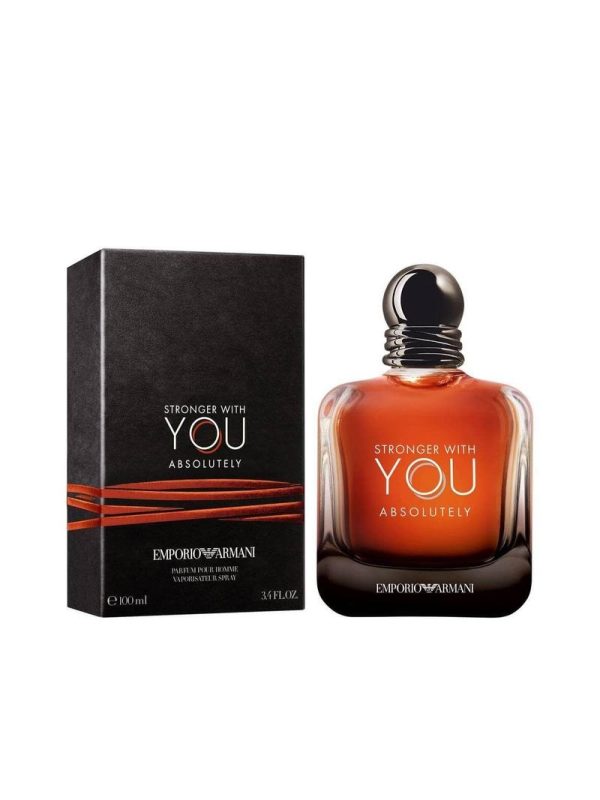 STRONGER WITH
YOU
ABSOLUTELY
EMPORIO ARMANI
PARFUM POUR HOMME
VAPORISATEUR SPRAY
℮ 100 ml
3.4 FL.OZ.
STRONGER WITH
YOU
ABSOLUTELY
EMPORIO ARMANI